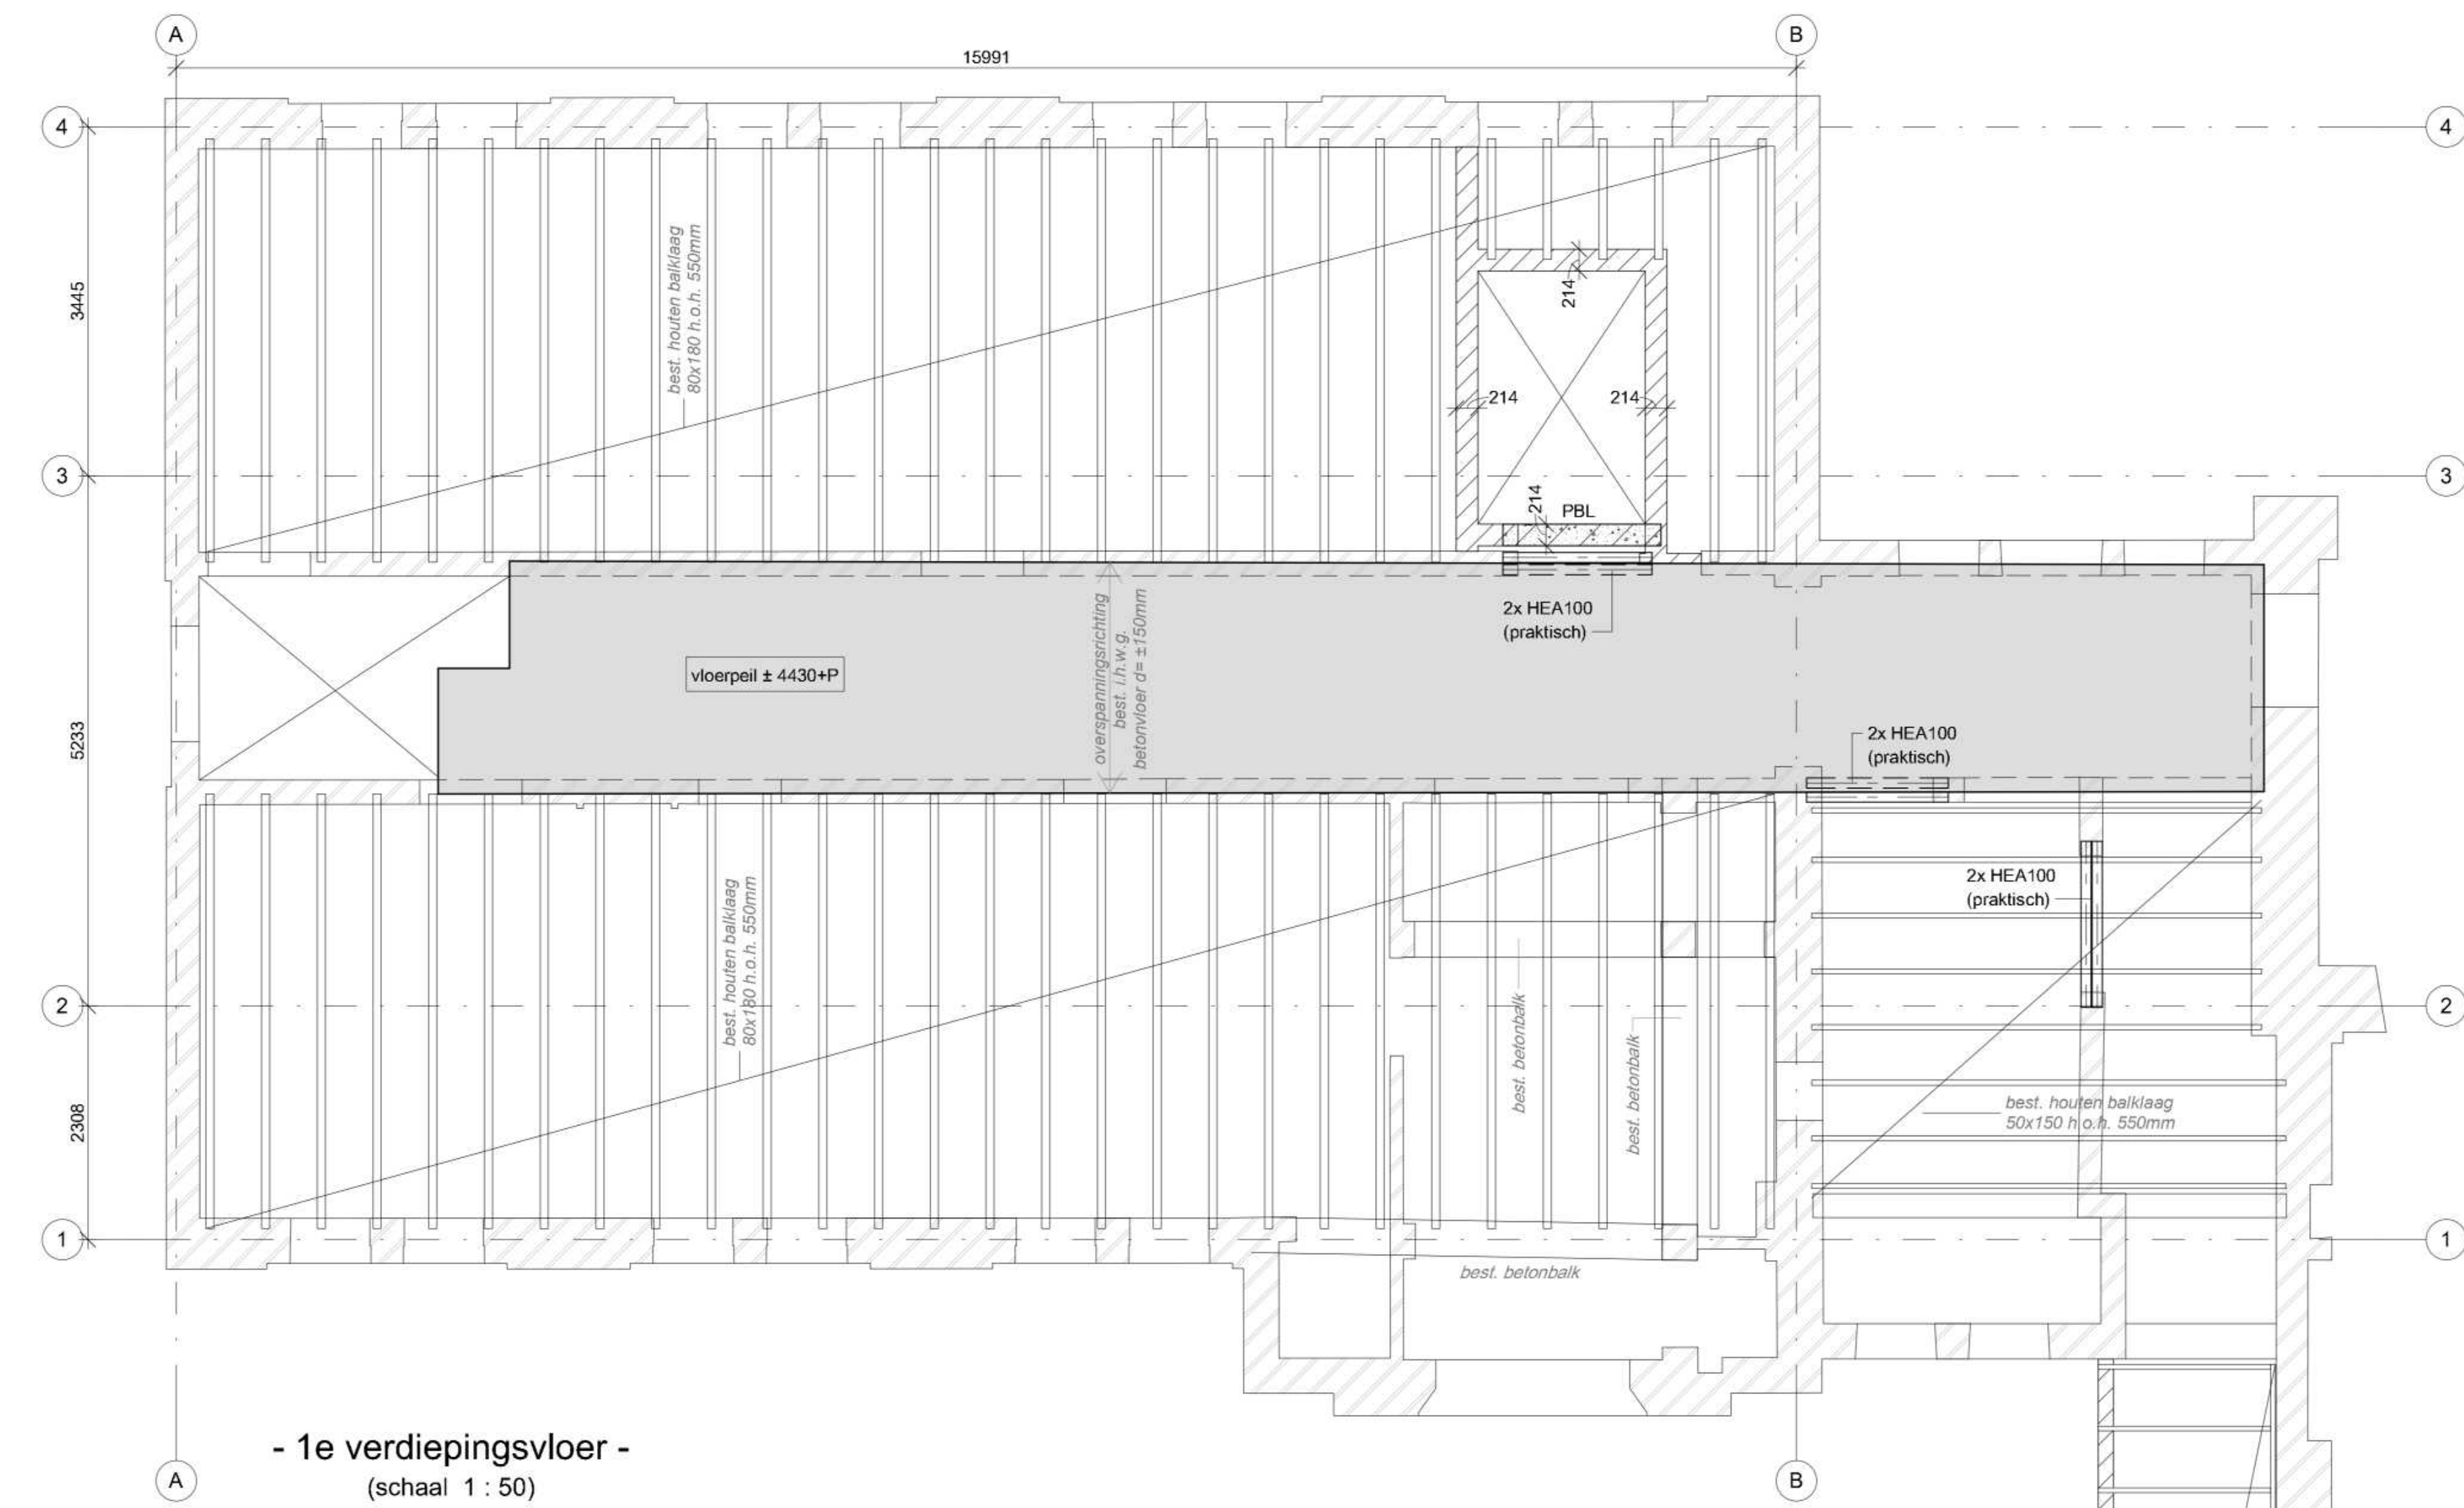 A
B
15991
4
4
3445
best. houten balklaag
80x180 h.o.h. 550mm
214
214
214
3
3
214
PBL
2x HEA100
(praktisch)
overspanningsrichting
best. i.h.w.g.
betonvloer d= ±150mm
vloerpeil ± 4430+P
5233
2x HEA100
(praktisch)
2x HEA100
(praktisch)
best. houten balklaag
80x180 h.o.h. 550mm
2
2
best. betonbalk
best. betonbalk
2308
best. houten balklaag
50x150 h.o.h. 550mm
1
1
best. betonbalk
- 1e verdiepingsvloer -
(schaal 1 : 50)
A
B